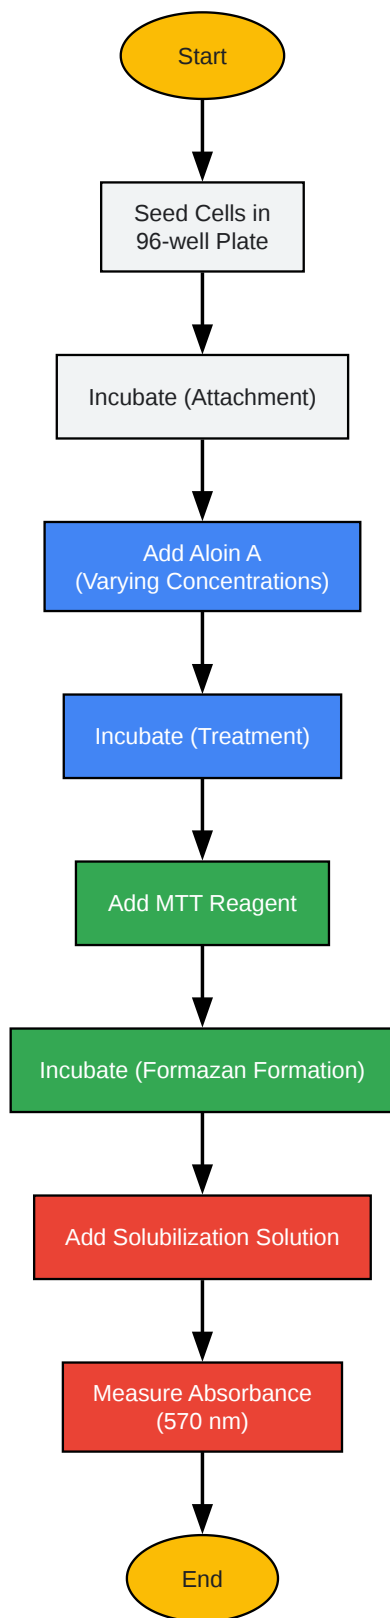 Start
Seed Cells in
96-well Plate
Incubate (Attachment)
Add Aloin A
(Varying Concentrations)
Incubate (Treatment)
Add MTT Reagent
Incubate (Formazan Formation)
Add Solubilization Solution
Measure Absorbance
(570 nm)
End